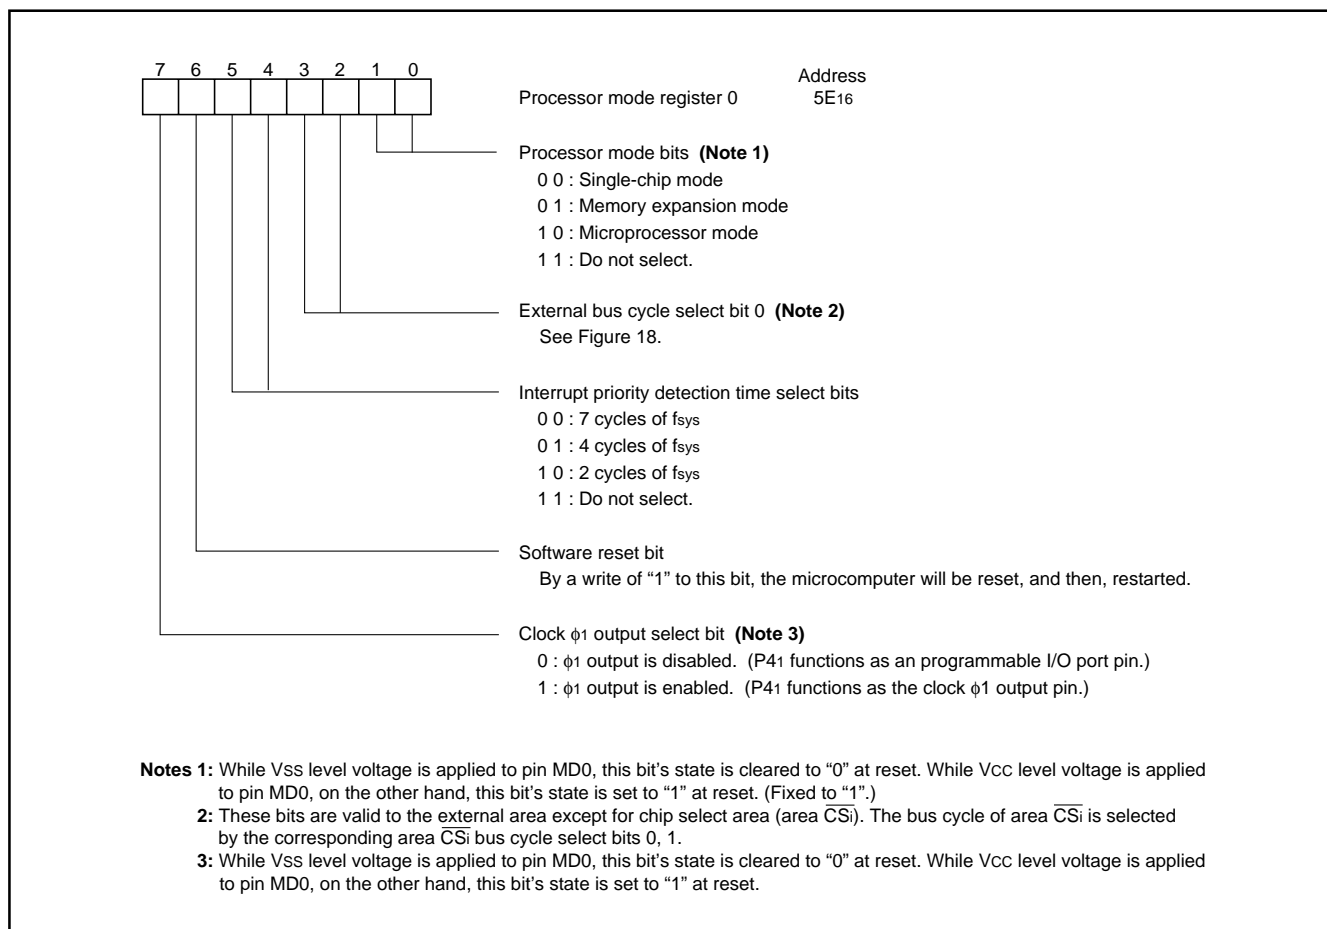 7 6 5 4 3 2 1 0
Address
Processor mode register 0 5E16
Processor mode bits (Note 1)
0 0 : Single-chip mode
0 1 : Memory expansion mode
1 0 : Microprocessor mode
1 1 : Do not select.
External bus cycle select bit 0 (Note 2)
See Figure 18.
Interrupt priority detection time select bits
0 0 : 7 cycles of fsys
0 1 : 4 cycles of fsys
1 0 : 2 cycles of fsys
1 1 : Do not select.
Software reset bit
By a write of “1” to this bit, the microcomputer will be reset, and then, restarted.
Clock ϕ1 output select bit (Note 3)
0 : ϕ1 output is disabled. (P41 functions as an programmable I/O port pin.)
1 : ϕ1 output is enabled. (P41 functions as the clock ϕ1 output pin.)
Notes 1: While VSS level voltage is applied to pin MD0, this bit’s state is cleared to “0” at reset. While VCC level voltage is applied
to pin MD0, on the other hand, this bit’s state is set to “1” at reset. (Fixed to “1”.)
2: These bits are valid to the external area except for chip select area (area C̅S̅i). The bus cycle of area C̅S̅i is selected
by the corresponding area C̅S̅i bus cycle select bits 0, 1.
3: While VSS level voltage is applied to pin MD0, this bit’s state is cleared to “0” at reset. While VCC level voltage is applied
to pin MD0, on the other hand, this bit’s state is set to “1” at reset.